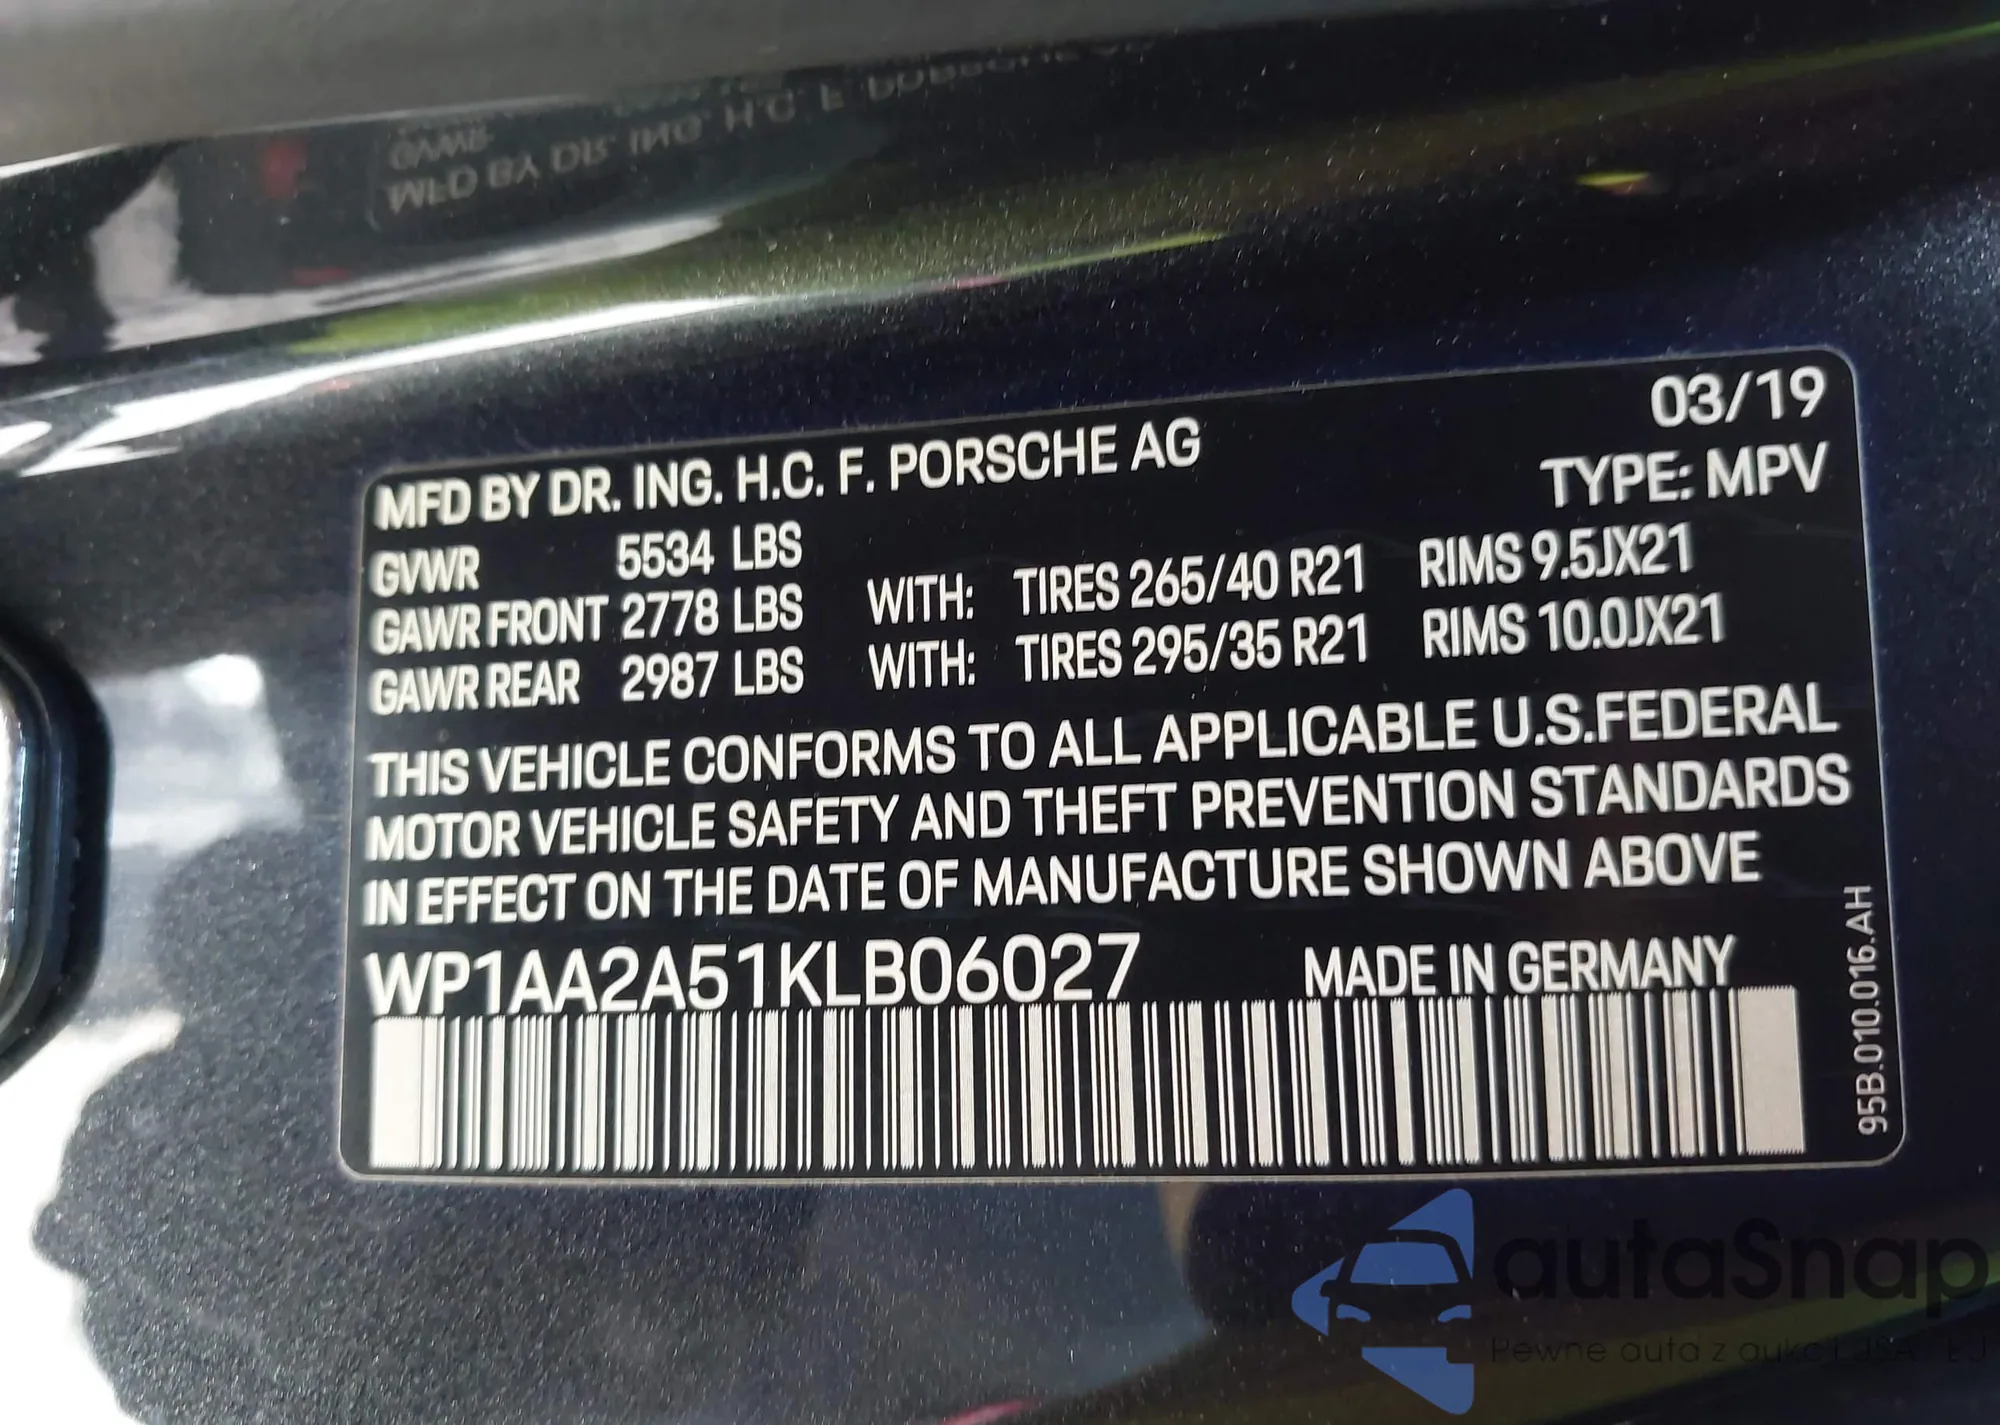 MFD BY DR. ING. H.C. F. PORSCHE AG
03/19
TYPE: MPV
GVWR 5534 LBS
GAWR FRONT 2778 LBS WITH: TIRES 265/40 R21 RIMS 9.5JX21
GAWR REAR 2987 LBS WITH: TIRES 295/35 R21 RIMS 10.0JX21
THIS VEHICLE CONFORMS TO ALL APPLICABLE U.S.FEDERAL
MOTOR VEHICLE SAFETY AND THEFT PREVENTION STANDARDS
IN EFFECT ON THE DATE OF MANUFACTURE SHOWN ABOVE
WP1AA2A51KLB06027 MADE IN GERMANY
95B.010.016.AH
autaSnap
Pewne auta z